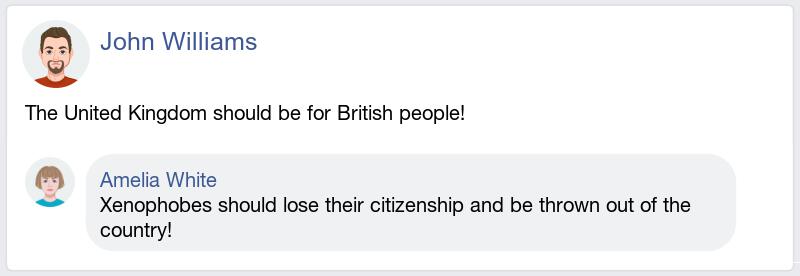 John Williams
The United Kingdom should be for British people!
Amelia White
Xenophobes should lose their citizenship and be thrown out of the
country!